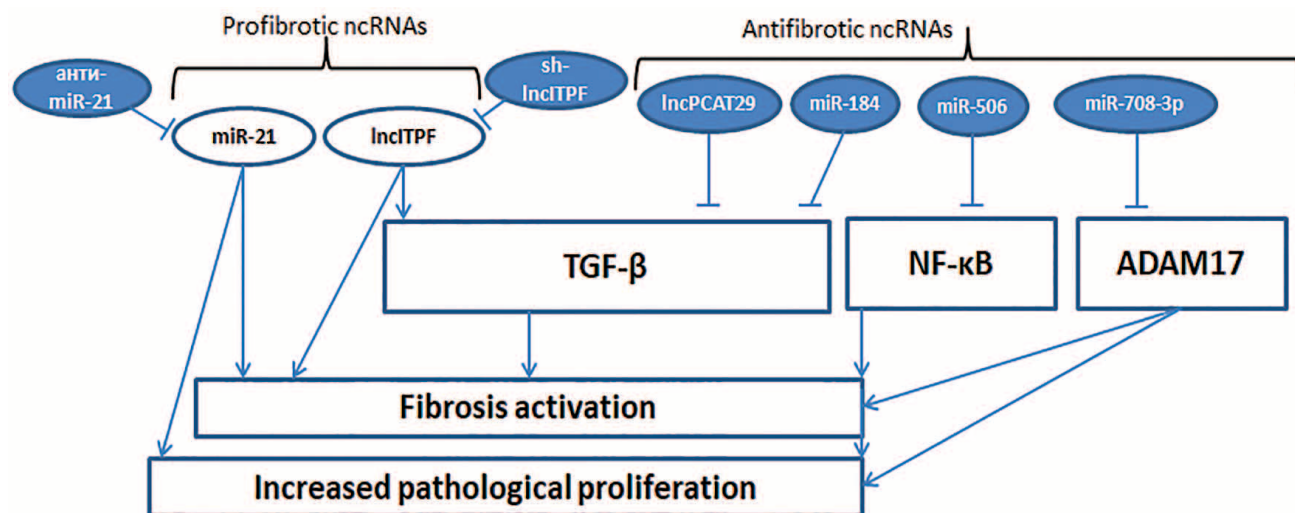 Profibrotic ncRNAs
Antifibrotic ncRNAs
анти-
miR-21
miR-21
lncITPF
sh-
lncITPF
lncPCAT29
miR-184
miR-506
miR-708-3p
TGF-β
NF-κB
ADAM17
Fibrosis activation
Increased pathological proliferation